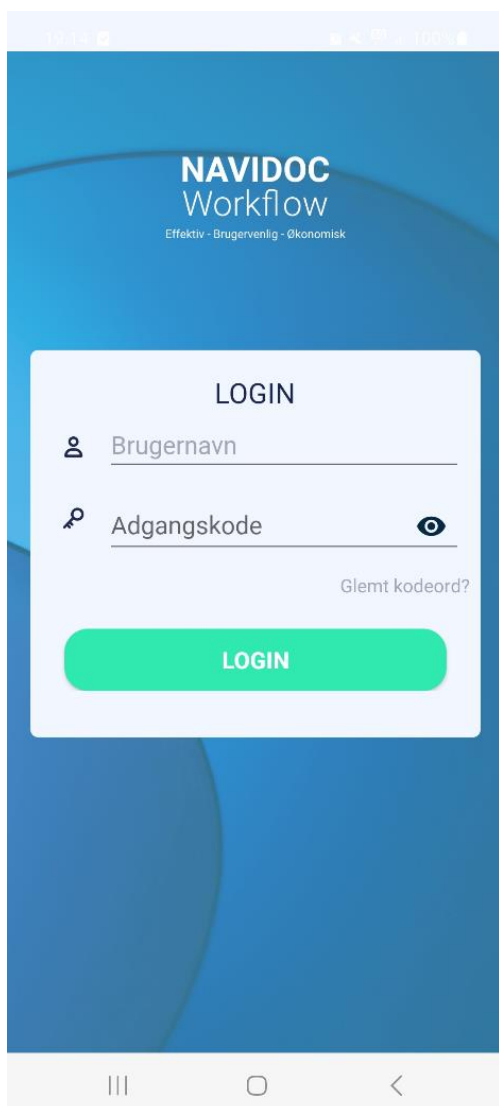 NAVIDOC
Workflow
Effektiv - Brugervenlig - Økonomisk
LOGIN
Brugernavn
Adgangskode
Glemt kodeord?
LOGIN